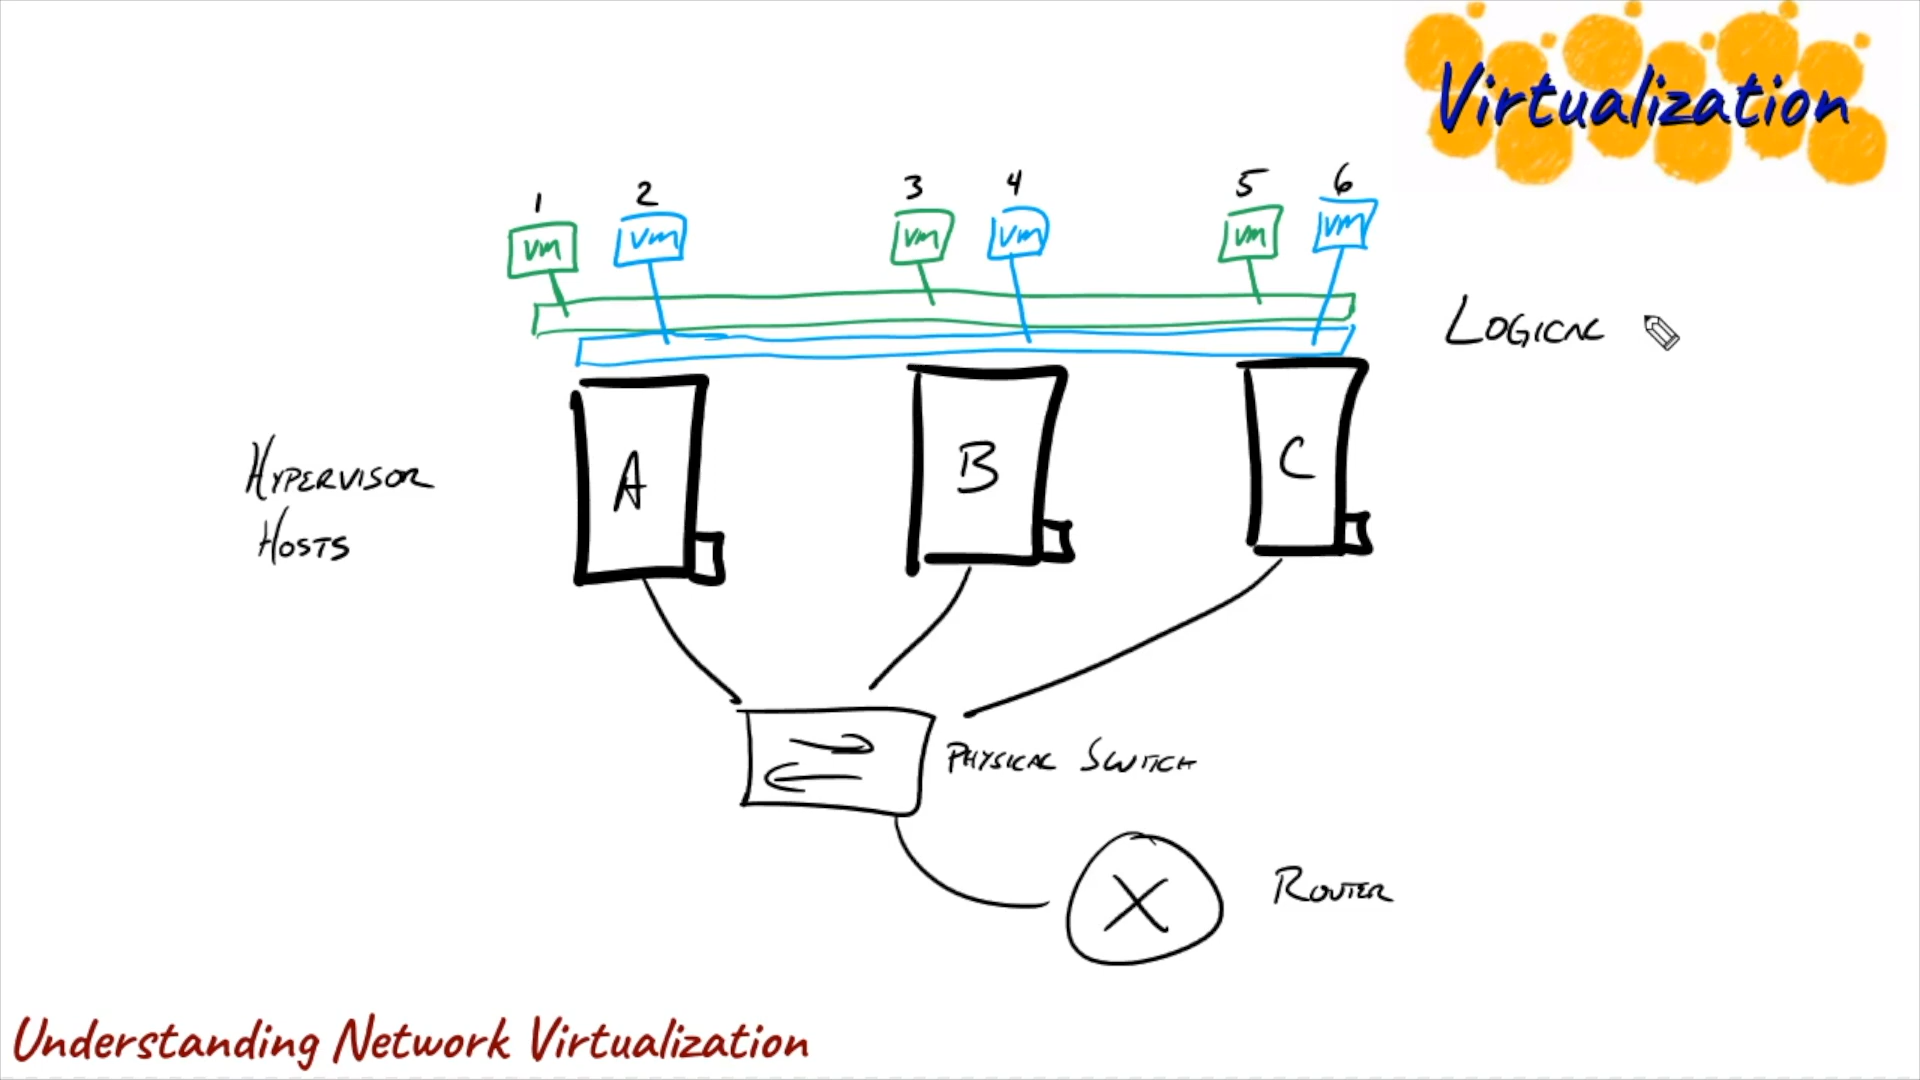 Virtualization
1 2 3 4 5 6
vm vm vm vm vm vm
LOGICAL
A B C
HYPERVISOR
HOSTS
PHYSICAL SWITCH
X
ROUTER
Understanding Network Virtualization